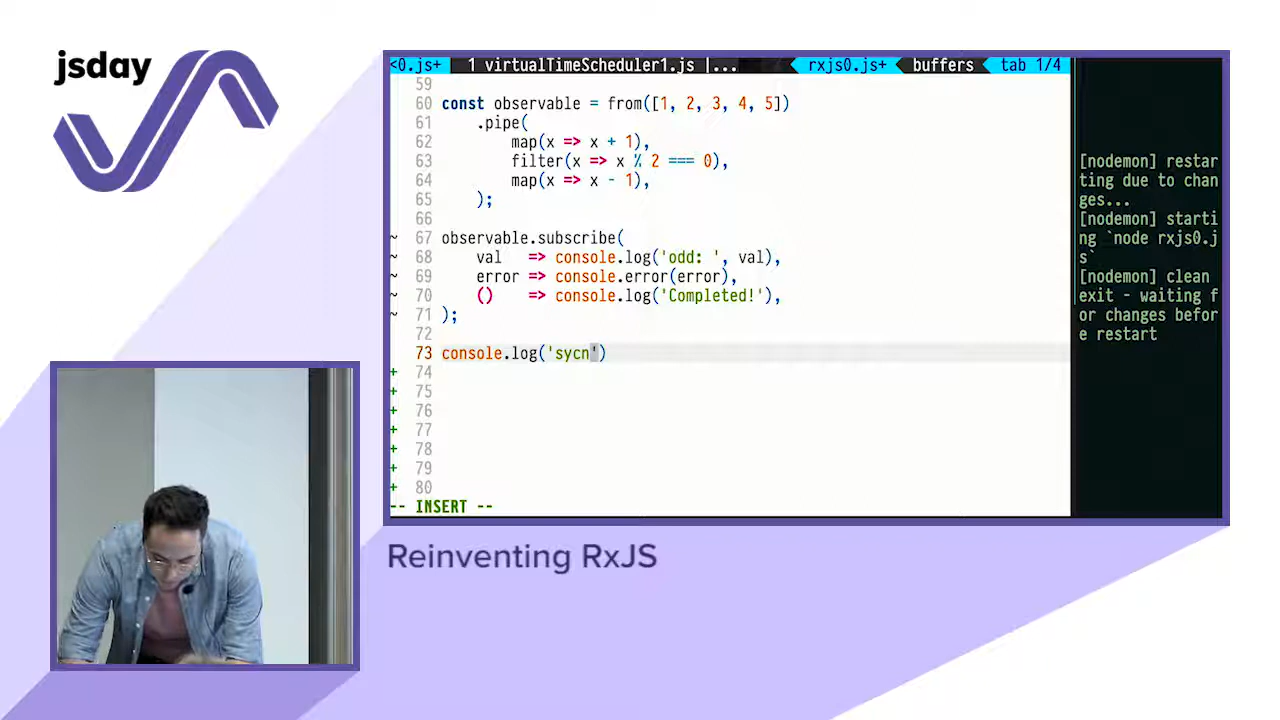 jsday
<0.js+ 1 virtualTimeScheduler1.js |... rxjs0.js+ buffers tab 1/4
59
60 const observable = from([1, 2, 3, 4, 5])
61 .pipe(
62 map(x => x + 1),
63 filter(x => x % 2 === 0),
64 map(x => x - 1),
65 );
66
~ 67 observable.subscribe(
~ 68 val => console.log('odd: ', val),
~ 69 error => console.error(error),
~ 70 () => console.log('Completed!'),
~ 71 );
72
73 console.log('sycn')
+ 74
+ 75
+ 76
+ 77
+ 78
+ 79
+ 80
-- INSERT --
[nodemon] restar
ting due to chan
ges...
[nodemon] starti
ng `node rxjs0.j
s`
[nodemon] clean
exit - waiting f
or changes befor
e restart
Reinventing RxJS